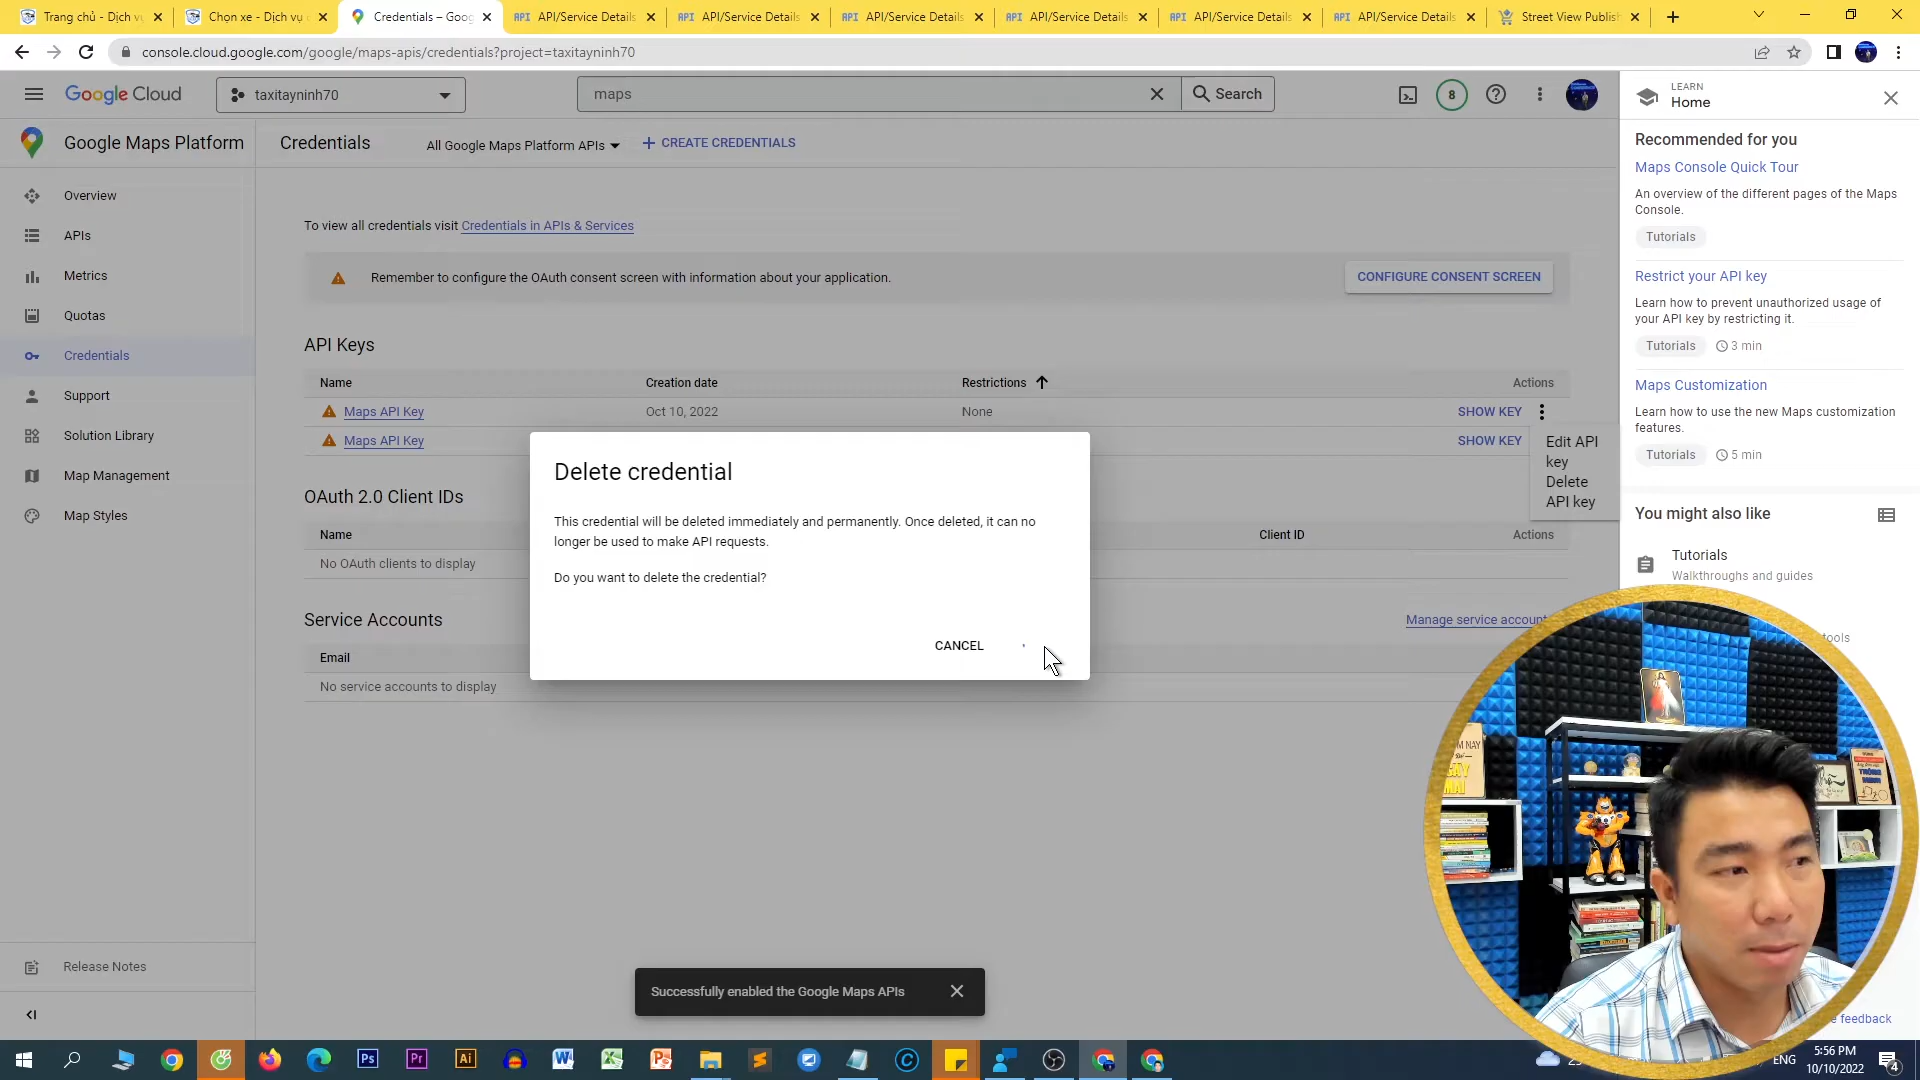 Trang chủ - Dịch vụ
Chọn xe - Dịch vụ
Credentials – Goog
API API/Service Details
API API/Service Details
API API/Service Details
API API/Service Details
API API/Service Details
API API/Service Details
Street View Publish
console.cloud.google.com/google/maps-apis/credentials?project=taxitayninh70
Google Cloud
taxitayninh70
maps
Search
8
LEARN
Home
Google Maps Platform
Credentials
All Google Maps Platform APIs
CREATE CREDENTIALS
Overview
APIs
Metrics
Quotas
Credentials
Support
Solution Library
Map Management
Map Styles
Release Notes
To view all credentials visit Credentials in APIs & Services
Remember to configure the OAuth consent screen with information about your application.
CONFIGURE CONSENT SCREEN
API Keys
Name Creation date Restrictions Actions
Maps API Key Oct 10, 2022 None SHOW KEY
Maps API Key SHOW KEY
Edit API
key
Delete
API key
OAuth 2.0 Client IDs
Name Client ID Actions
No OAuth clients to display
Service Accounts
Manage service account
Email
No service accounts to display
Delete credential
This credential will be deleted immediately and permanently. Once deleted, it can no
longer be used to make API requests.
Do you want to delete the credential?
CANCEL
Successfully enabled the Google Maps APIs
Recommended for you
Maps Console Quick Tour
An overview of the different pages of the Maps
Console.
Tutorials
Restrict your API key
Learn how to prevent unauthorized usage of
your API key by restricting it.
Tutorials 3 min
Maps Customization
Learn how to use the new Maps customization
features.
Tutorials 5 min
You might also like
Tutorials
Walkthroughs and guides
tools
feedback
Ps
Pr
Ai
ENG
5:56 PM
10/10/2022
4